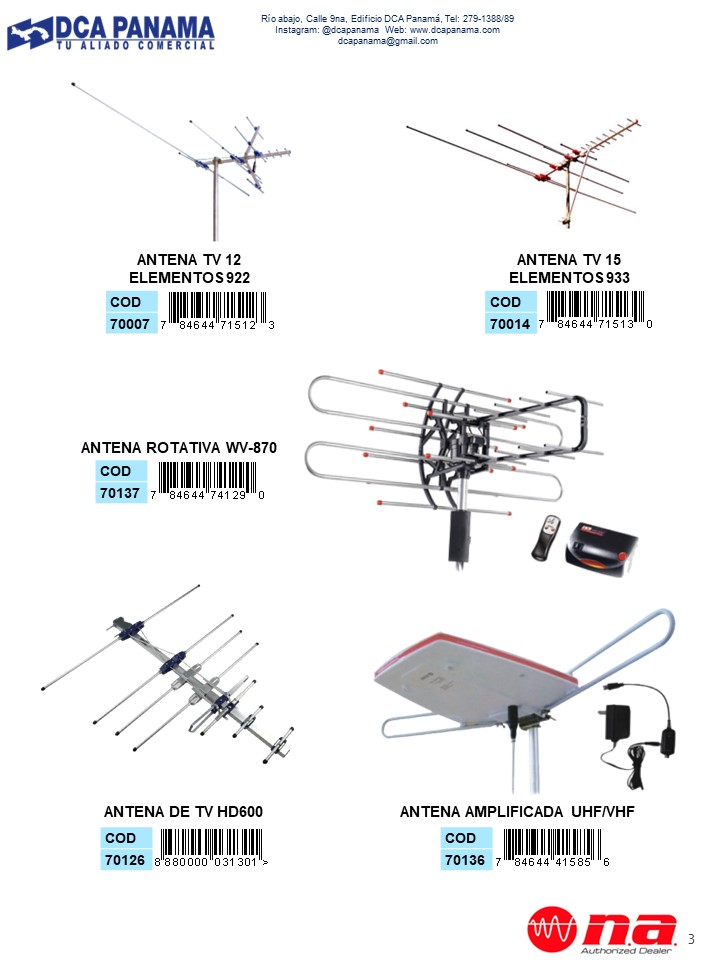 DCA PANAMA
TU ALIADO COMERCIAL
Río abajo, Calle 9na, Edificio DCA Panamá, Tel: 279-1388/89
Instagram: @dcapanama Web: www.dcapanama.com
dcapanama@gmail.com
ANTENA TV 12
ELEMENTOS 922
COD
70007
7 84644 71512 3
ANTENA TV 15
ELEMENTOS 933
COD
70014
7 84644 71513 0
ANTENA ROTATIVA WV-870
COD
70137
7 84644 74129 0
ANTENA DE TV HD600
COD
70126
8 880000 031301 >
ANTENA AMPLIFICADA UHF/VHF
COD
70136
7 84644 41585 6
n.a.
Authorized Dealer
3